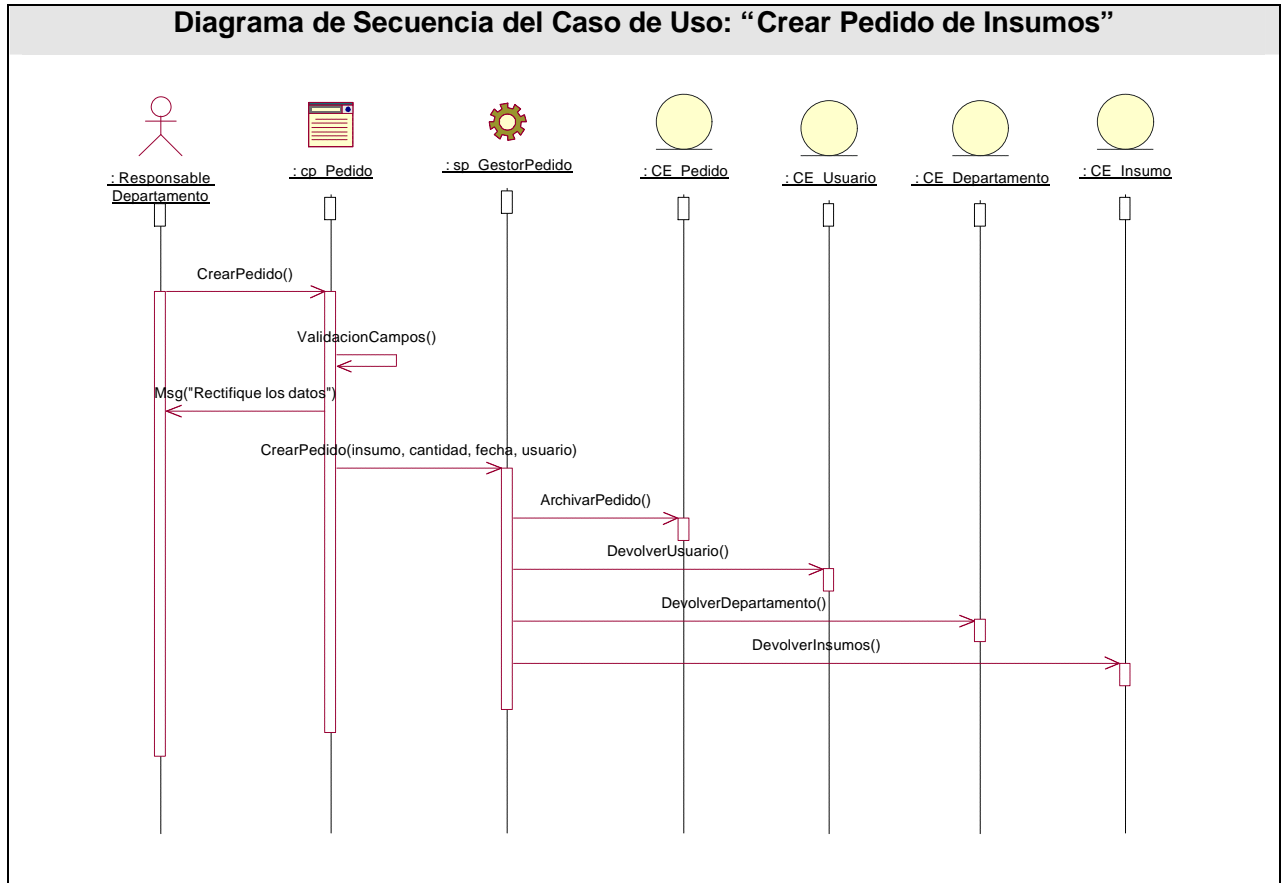 Diagrama de Secuencia del Caso de Uso: “Crear Pedido de Insumos”
: Responsable
Departamento
: cp_Pedido
: sp_GestorPedido
: CE_Pedido
: CE_Usuario
: CE_Departamento
: CE_Insumo
CrearPedido()
ValidacionCampos()
Msg("Rectifique los datos")
CrearPedido(insumo, cantidad, fecha, usuario)
ArchivarPedido()
DevolverUsuario()
DevolverDepartamento()
DevolverInsumos()